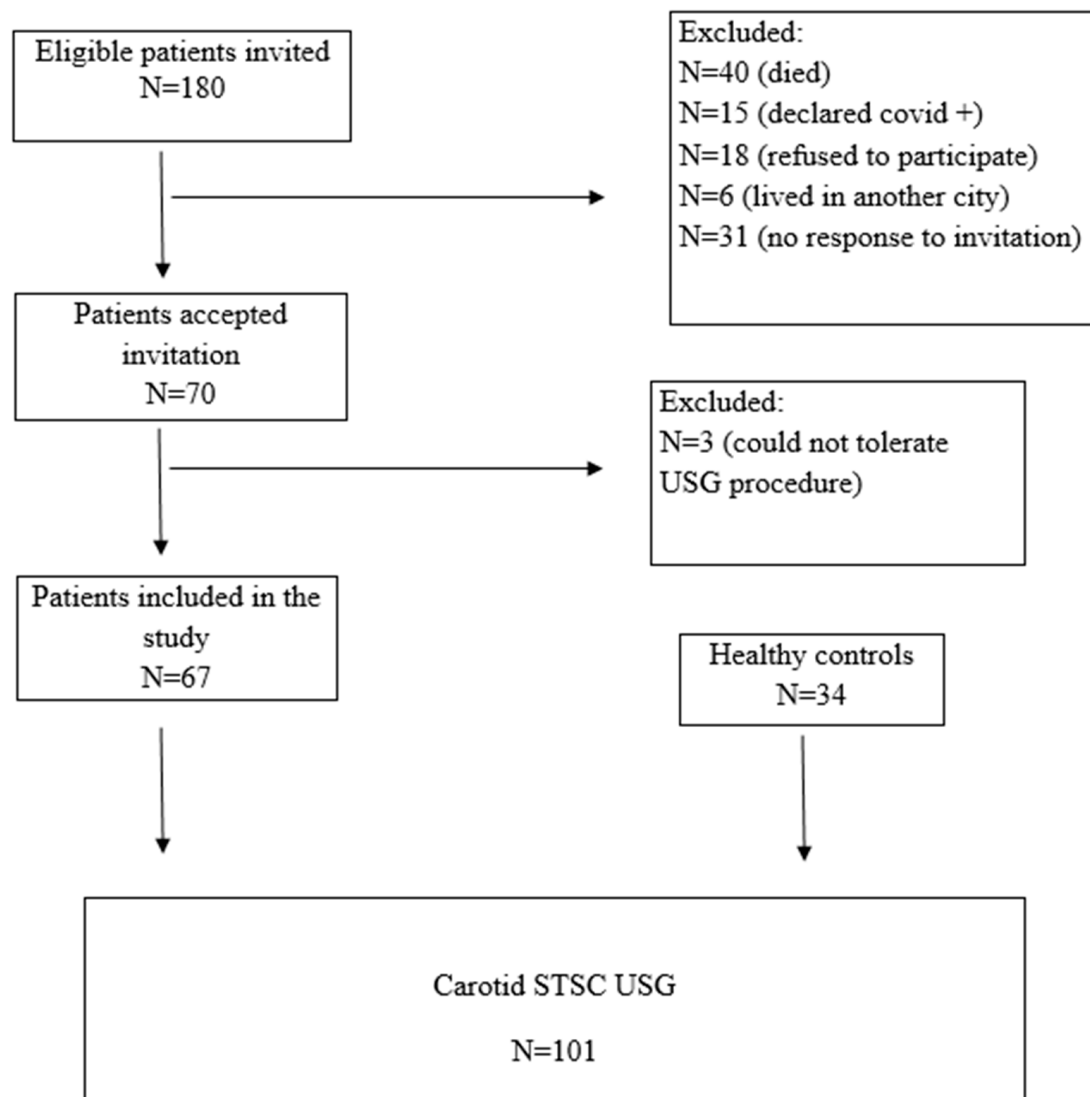 Eligible patients invited
N=180
Excluded:
N=40 (died)
N=15 (declared covid +)
N=18 (refused to participate)
N=6 (lived in another city)
N=31 (no response to invitation)
Patients accepted
invitation
N=70
Excluded:
N=3 (could not tolerate
USG procedure)
Patients included in the
study
N=67
Healthy controls
N=34
Carotid STSC USG
N=101